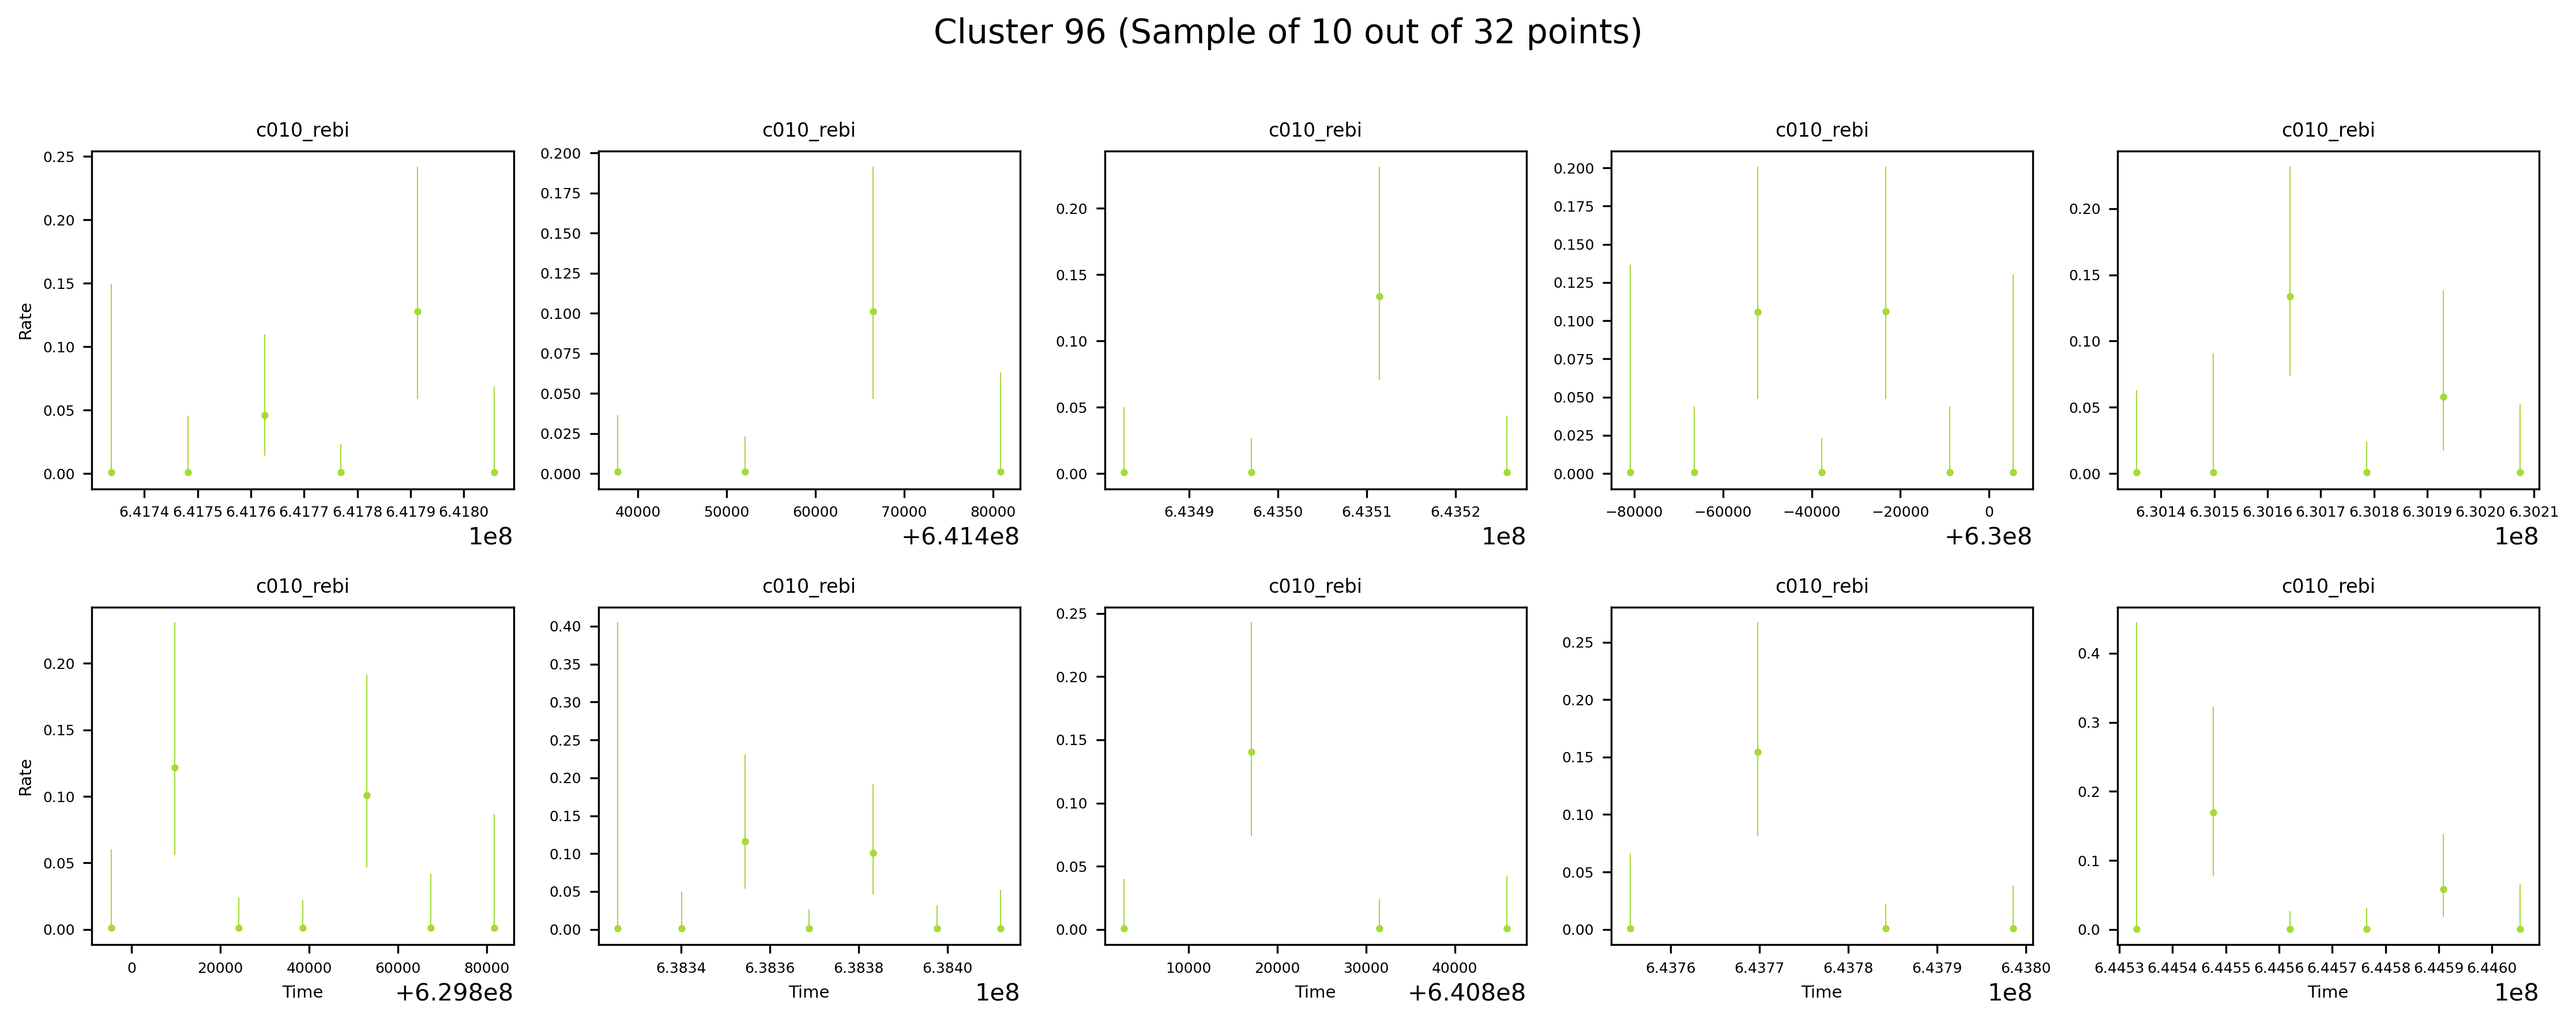 Cluster 96 (Sample of 10 out of 32 points)
c010_rebi c010_rebi c010_rebi c010_rebi c010_rebi
Rate
0.25
0.20
0.15
0.10
0.05
0.00
6.4174 6.4175 6.4176 6.4177 6.4178 6.4179 6.4180
1e8
0.200
0.175
0.150
0.125
0.100
0.075
0.050
0.025
0.000
40000 50000 60000 70000 80000
+6.414e8
0.20
0.15
0.10
0.05
0.00
6.4349 6.4350 6.4351 6.4352
1e8
0.200
0.175
0.150
0.125
0.100
0.075
0.050
0.025
0.000
−80000 −60000 −40000 −20000 0
+6.3e8
0.20
0.15
0.10
0.05
0.00
6.3014 6.3015 6.3016 6.3017 6.3018 6.3019 6.3020 6.3021
1e8
c010_rebi c010_rebi c010_rebi c010_rebi c010_rebi
Rate
0.20
0.15
0.10
0.05
0.00
0 20000 40000 60000 80000
Time
+6.298e8
0.40
0.35
0.30
0.25
0.20
0.15
0.10
0.05
0.00
6.3834 6.3836 6.3838 6.3840
Time
1e8
0.25
0.20
0.15
0.10
0.05
0.00
10000 20000 30000 40000
Time
+6.408e8
0.25
0.20
0.15
0.10
0.05
0.00
6.4376 6.4377 6.4378 6.4379 6.4380
Time
1e8
0.4
0.3
0.2
0.1
0.0
6.4453 6.4454 6.4455 6.4456 6.4457 6.4458 6.4459 6.4460
Time
1e8